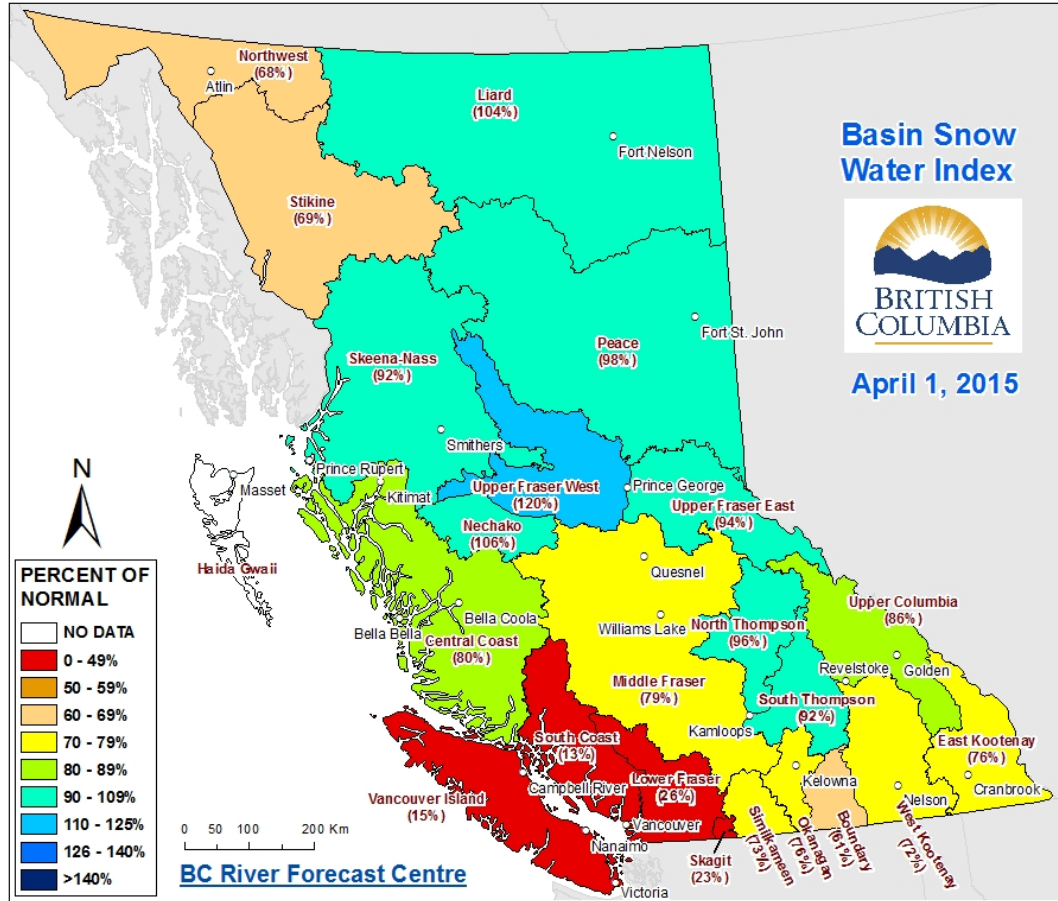 Northwest
(68%)
Atlin
Liard
(104%)
Fort Nelson
Basin Snow
Water Index
Stikine
(69%)
BRITISH
COLUMBIA
April 1, 2015
Fort St. John
Peace
(98%)
Skeena-Nass
(92%)
Smithers
Prince Rupert
Masset
Kitimat
Upper Fraser West
(120%)
Prince George
Upper Fraser East
(94%)
Nechako
(106%)
N
Haida Gwaii
Quesnel
Bella Coola
Bella Bella
Central Coast
(80%)
Williams Lake
North Thompson
(96%)
Upper Columbia
(86%)
Revelstoke
Golden
Middle Fraser
(79%)
South Thompson
(92%)
Kamloops
South Coast
(13%)
East Kootenay
(76%)
Cranbrook
Campbell River
Lower Fraser
(26%)
Kelowna
Nelson
Vancouver Island
(15%)
Vancouver
Nanaimo
Victoria
Skagit
(23%)
Similkameen
(73%)
Okanagan
(76%)
Boundary
(61%)
West Kootenay
(72%)
PERCENT OF
NORMAL
NO DATA
0 - 49%
50 - 59%
60 - 69%
70 - 79%
80 - 89%
90 - 109%
110 - 125%
126 - 140%
>140%
0 50 100 200 Km
BC River Forecast Centre